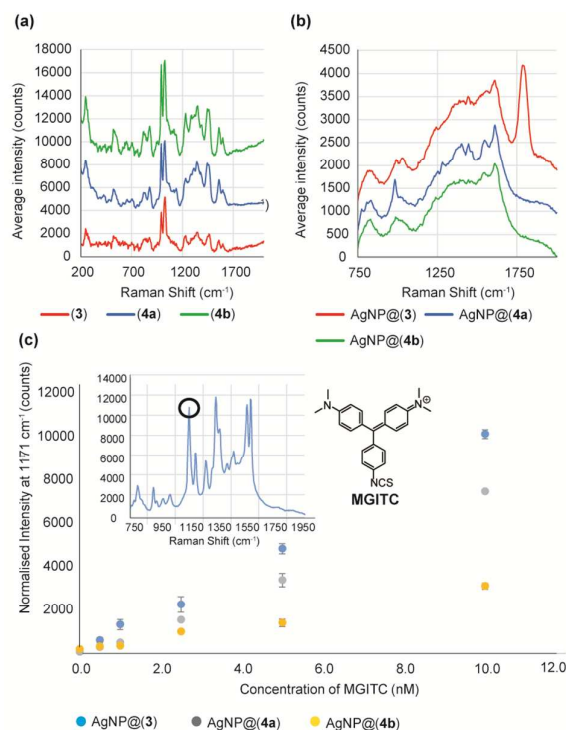 (a)
18000
16000
14000
12000
10000
8000
6000
4000
2000
0
Average intensity (counts)
200 700 1200 1700
Raman Shift (cm⁻¹)
⁻¹)
(3) (4a) (4b)
(b)
4500
4000
3500
3000
2500
2000
1500
1000
500
0
Average intensity (counts)
750 1250 1750
Raman Shift (cm⁻¹)
AgNP@(3) AgNP@(4a)
AgNP@(4b)
(c)
12000
10000
8000
6000
4000
2000
Normalised Intensity at 1171 cm⁻¹ (counts)
14000
12000
10000
8000
6000
4000
2000
0
750 950 1150 1350 1550 1750 1950
Raman Shift (cm⁻¹)
N
N
⊕
NCS
MGITC
0.0 2.0 4.0 6.0 8.0 10.0 12.0
Concentration of MGITC (nM)
AgNP@(3) AgNP@(4a) AgNP@(4b)